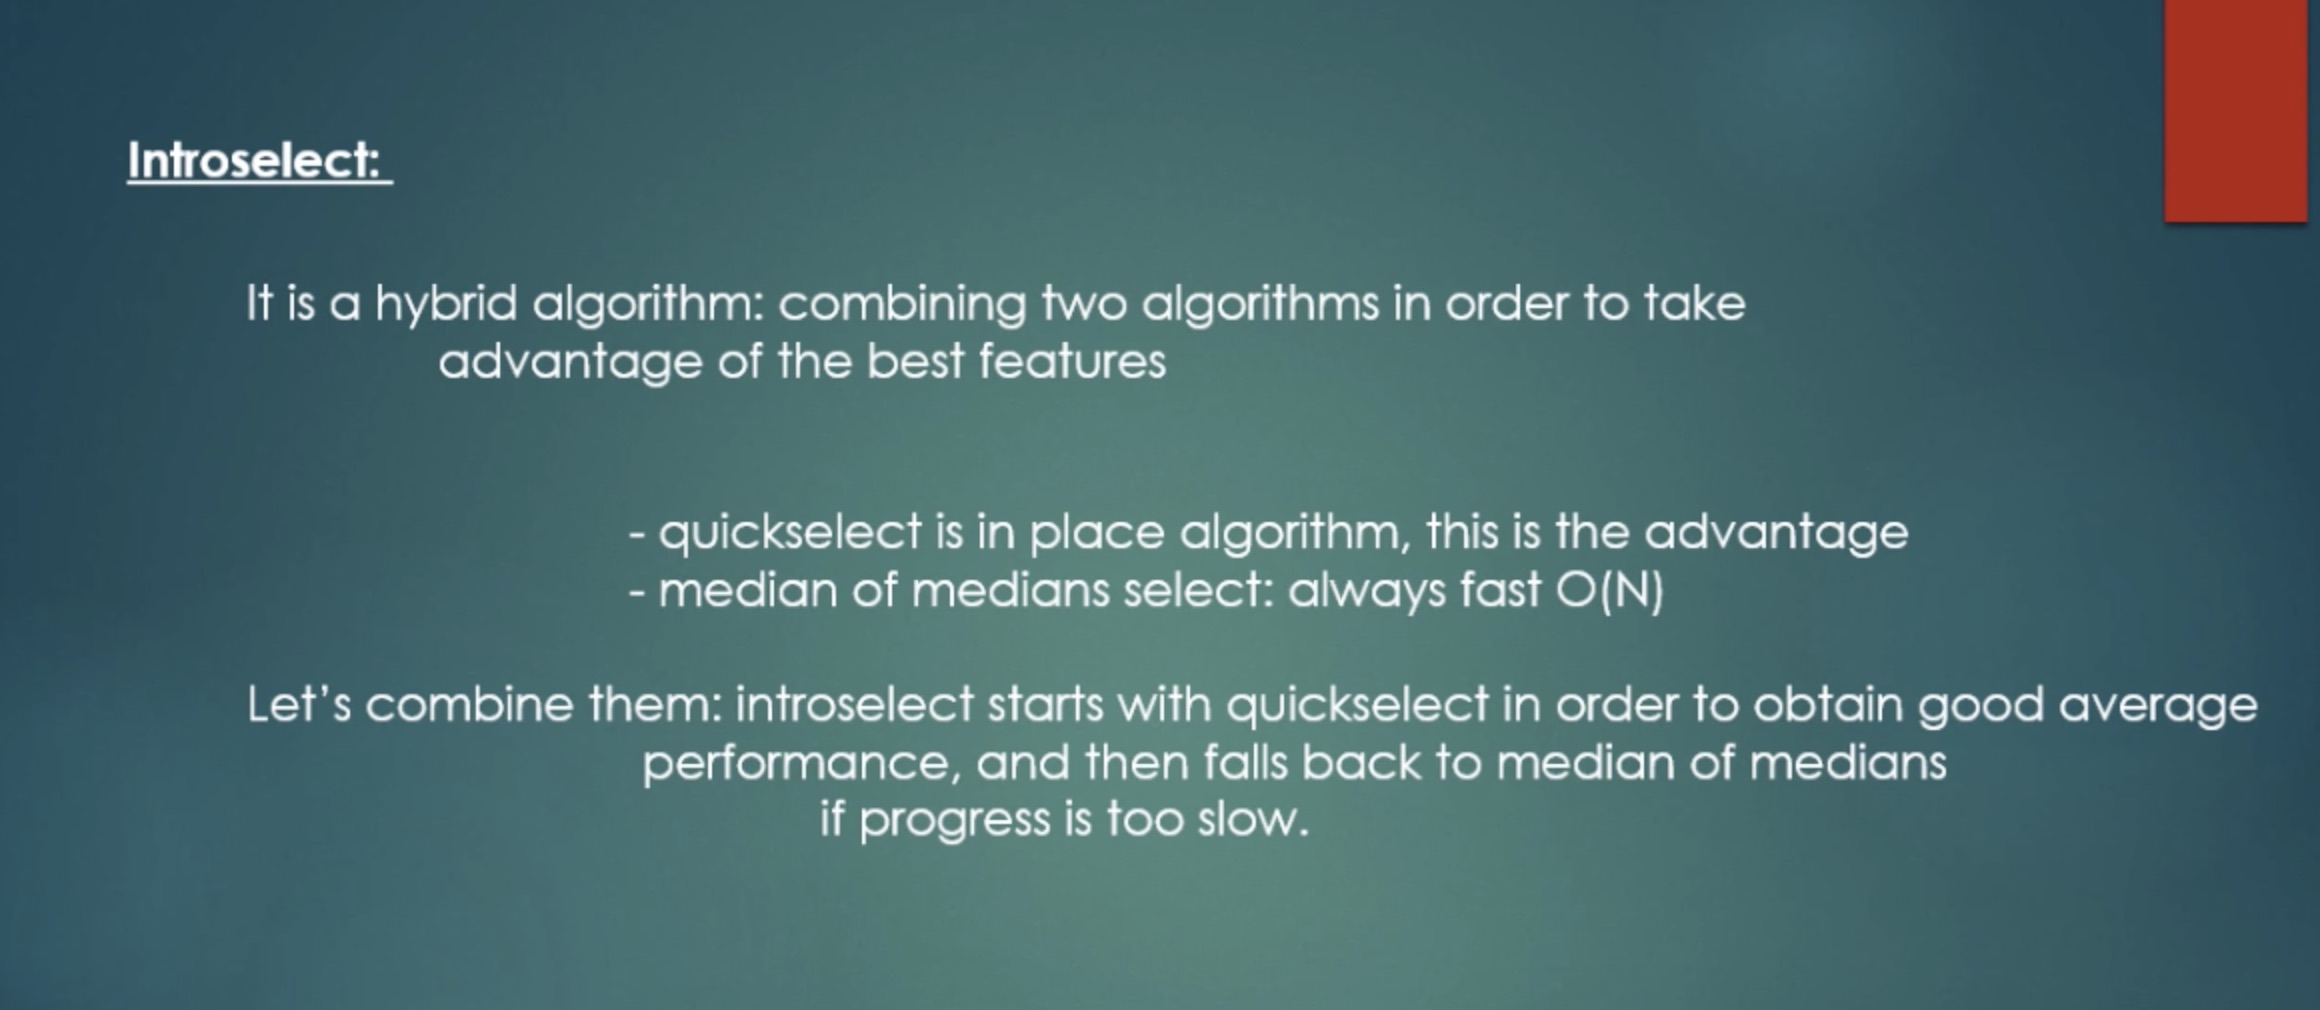 Introselect:
It is a hybrid algorithm: combining two algorithms in order to take
advantage of the best features
- quickselect is in place algorithm, this is the advantage
- median of medians select: always fast O(N)
Let’s combine them: introselect starts with quickselect in order to obtain good average
performance, and then falls back to median of medians
if progress is too slow.